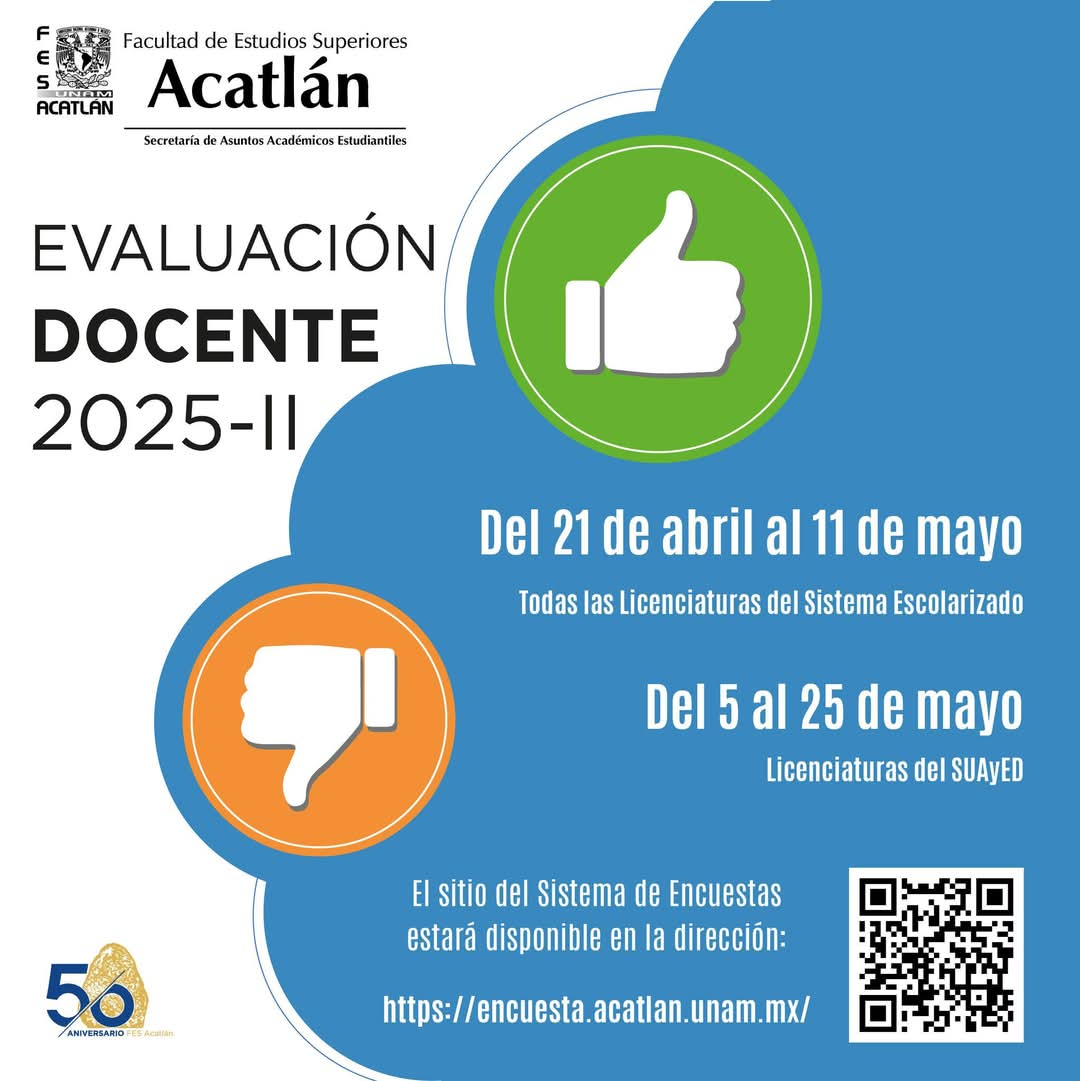 FES
UNAM
ACATLÁN
Facultad de Estudios Superiores
Acatlán
Secretaría de Asuntos Académicos Estudiantiles
EVALUACIÓN
DOCENTE
2025-II
Del 21 de abril al 11 de mayo
Todas las Licenciaturas del Sistema Escolarizado
Del 5 al 25 de mayo
Licenciaturas del SUAyED
El sitio del Sistema de Encuestas
estará disponible en la dirección:
https://encuesta.acatlan.unam.mx/
50
ANIVERSARIO FES Acatlán